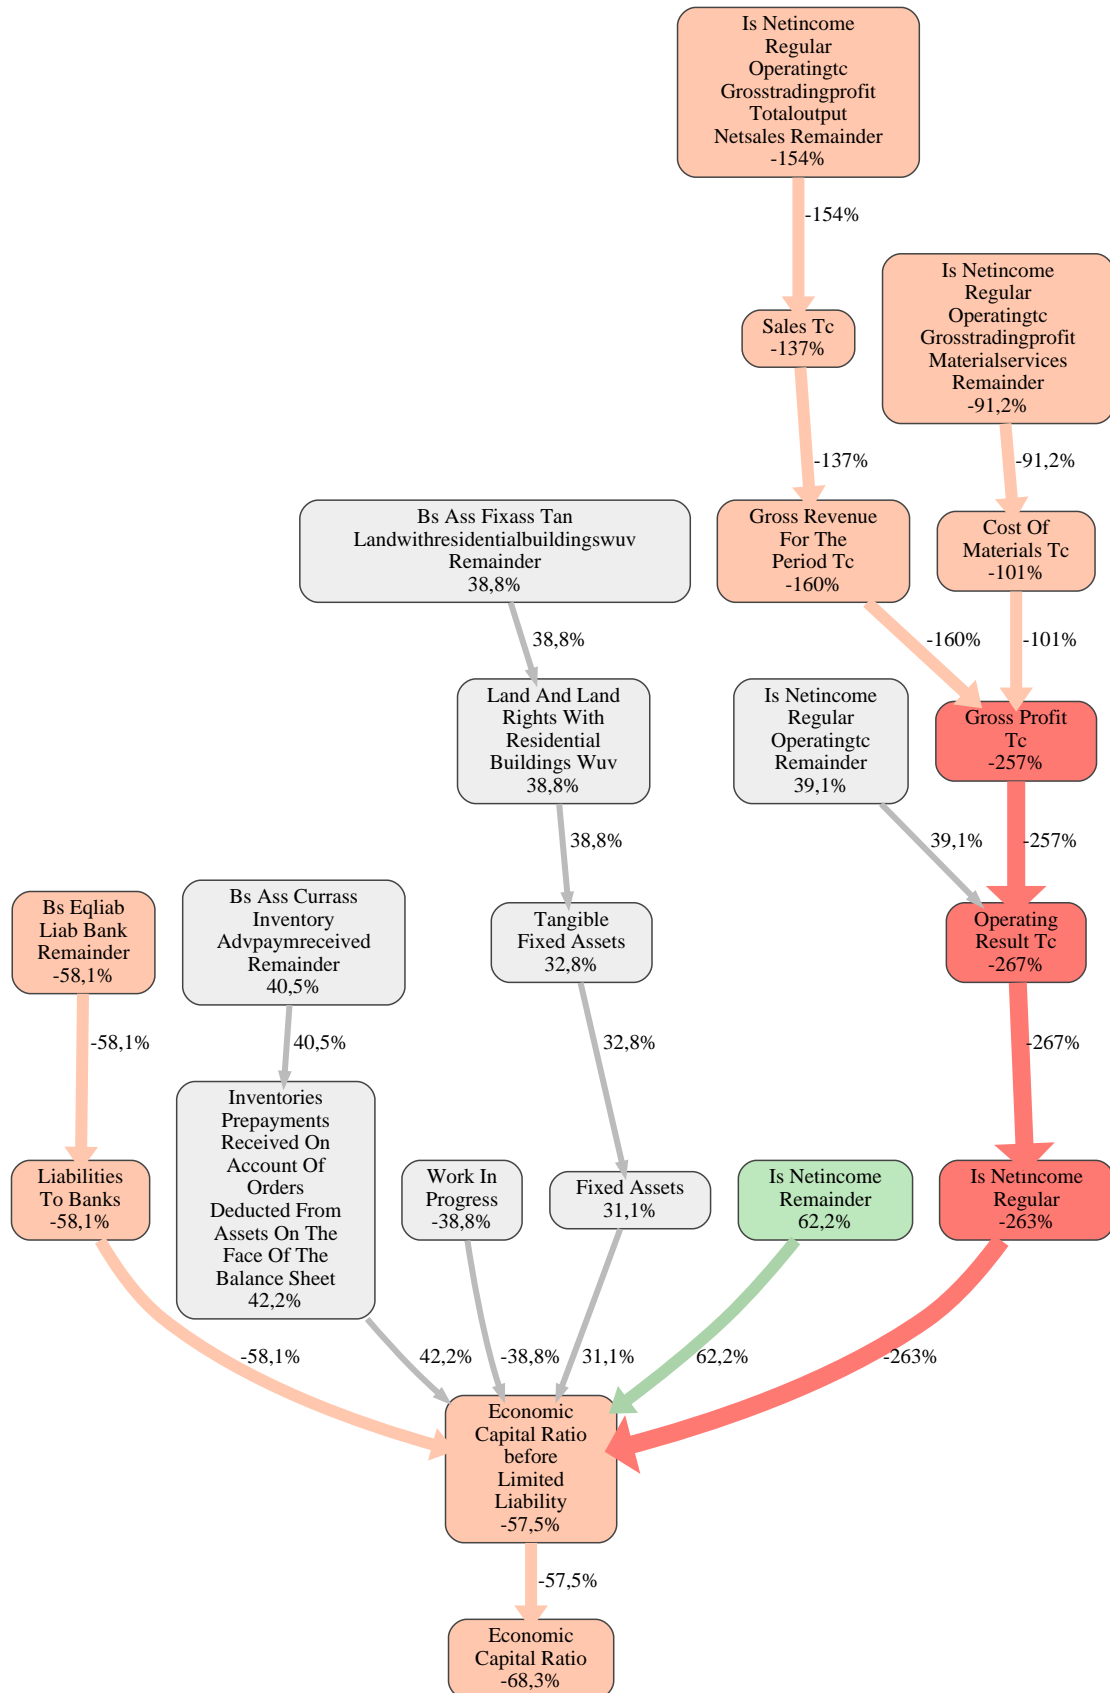 Is Netincome
Regular
Operatingtc
Grosstradingprofit
Totaloutput
Netsales Remainder
-154%
-154%
Sales Tc
-137%
Is Netincome
Regular
Operatingtc
Grosstradingprofit
Materialservices
Remainder
-91,2%
-137%
-91,2%
Bs Ass Fixass Tan
Landwithresidentialbuildingswuv
Remainder
38,8%
Gross Revenue
For The
Period Tc
-160%
Cost Of
Materials Tc
-101%
38,8%
-160%
-101%
Land And Land
Rights With
Residential
Buildings Wuv
38,8%
Is Netincome
Regular
Operatingtc
Remainder
39,1%
Gross Profit
Tc
-257%
38,8%
39,1%
-257%
Bs Eqliab
Liab Bank
Remainder
-58,1%
Bs Ass Currass
Inventory
Advpaymreceived
Remainder
40,5%
Tangible
Fixed Assets
32,8%
Operating
Result Tc
-267%
-58,1%
40,5%
32,8%
-267%
Liabilities
To Banks
-58,1%
Inventories
Prepayments
Received On
Account Of
Orders
Deducted From
Assets On The
Face Of The
Balance Sheet
42,2%
Work In
Progress
-38,8%
Fixed Assets
31,1%
Is Netincome
Remainder
62,2%
Is Netincome
Regular
-263%
-58,1%
42,2%
-38,8%
31,1%
62,2%
-263%
Economic
Capital Ratio
before
Limited
Liability
-57,5%
-57,5%
Economic
Capital Ratio
-68,3%